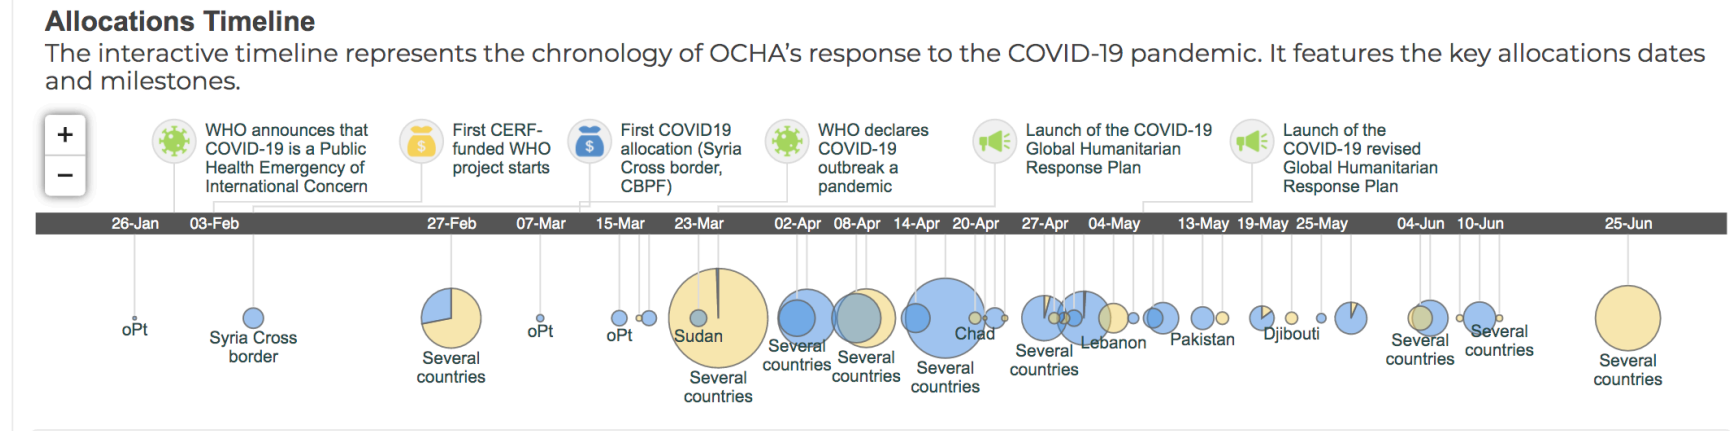 Allocations Timeline
The interactive timeline represents the chronology of OCHA's response to the COVID-19 pandemic. It features the key allocations dates
and milestones.
+
−
WHO announces that
COVID-19 is a Public
Health Emergency of
International Concern
$
First CERF-
funded WHO
project starts
$
First COVID19
allocation (Syria
Cross border,
CBPF)
WHO declares
COVID-19
outbreak a
pandemic
Launch of the COVID-19
Global Humanitarian
Response Plan
Launch of the
COVID-19 revised
Global Humanitarian
Response Plan
26-Jan 03-Feb 27-Feb 07-Mar 15-Mar 23-Mar 02-Apr 08-Apr 14-Apr 20-Apr 27-Apr 04-May 13-May 19-May 25-May 04-Jun 10-Jun 25-Jun
oPt
Syria Cross
border
Several
countries
oPt
oPt
Sudan
Several
countries
Several
countries
Several
countries
Several
countries
Chad
Several
countries
Lebanon
Pakistan
Djibouti
Several
countries
Several
countries
Several
countries